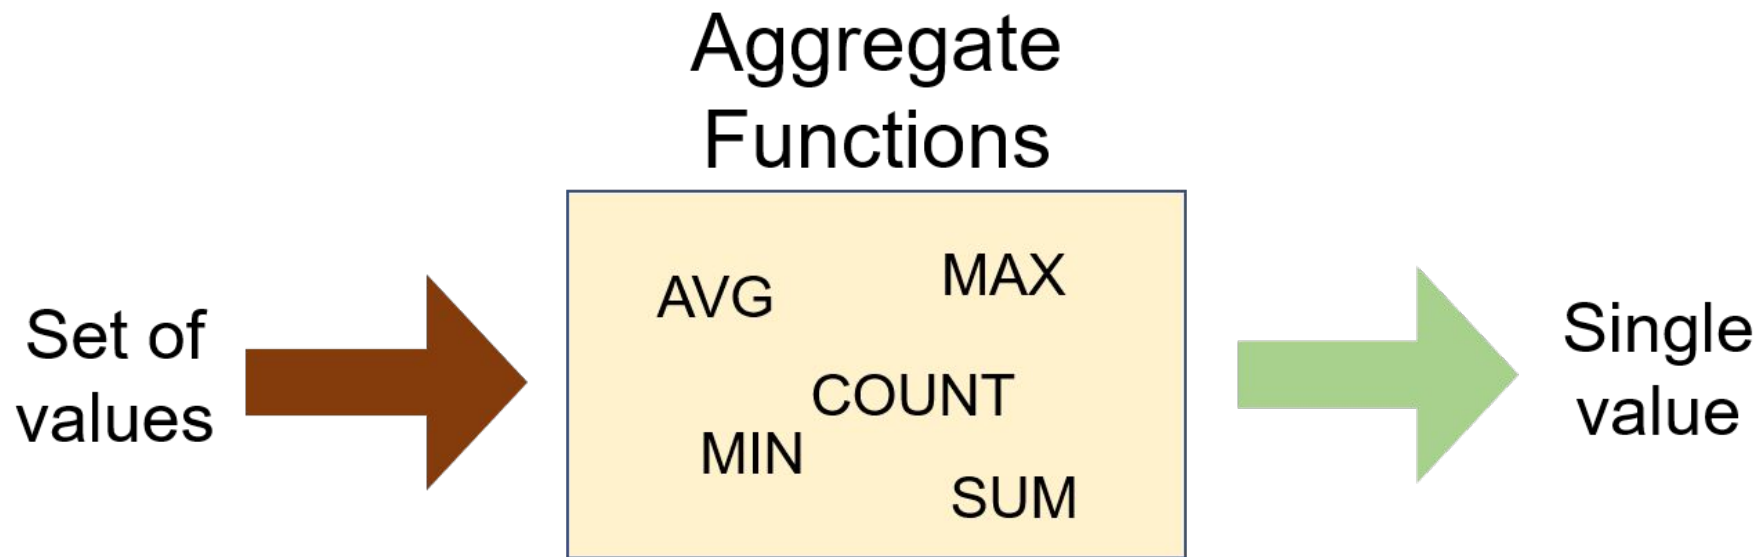 Aggregate
Functions
Set of
values
AVG
MAX
COUNT
MIN
SUM
Single
value